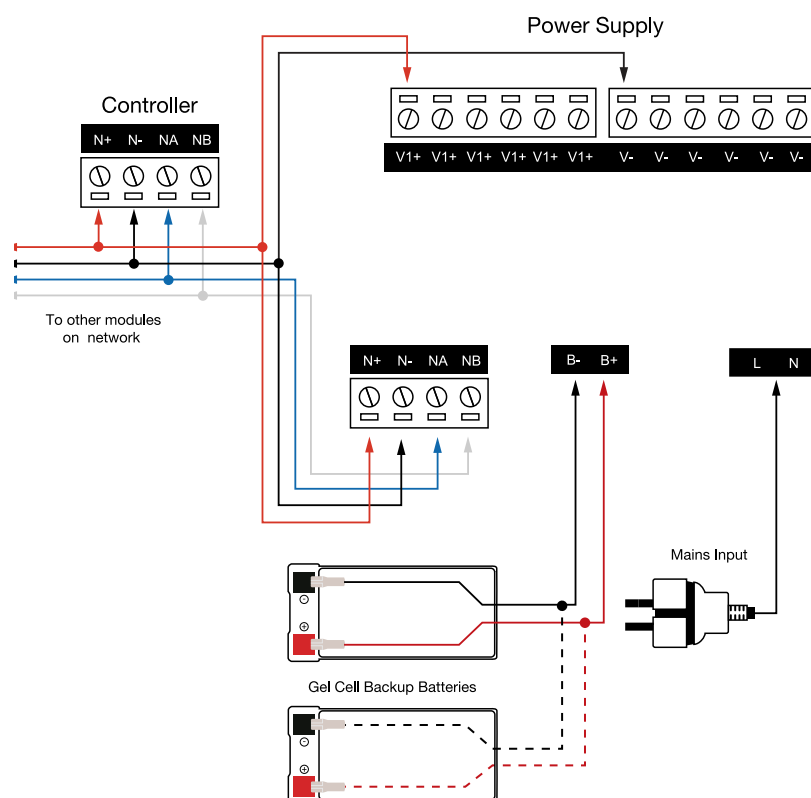 Power Supply
Controller
N+ N- NA NB
V1+ V1+ V1+ V1+ V1+ V1+ V- V- V- V- V- V-
To other modules
on network
N+ N- NA NB
B- B+
L N
Mains Input
Gel Cell Backup Batteries